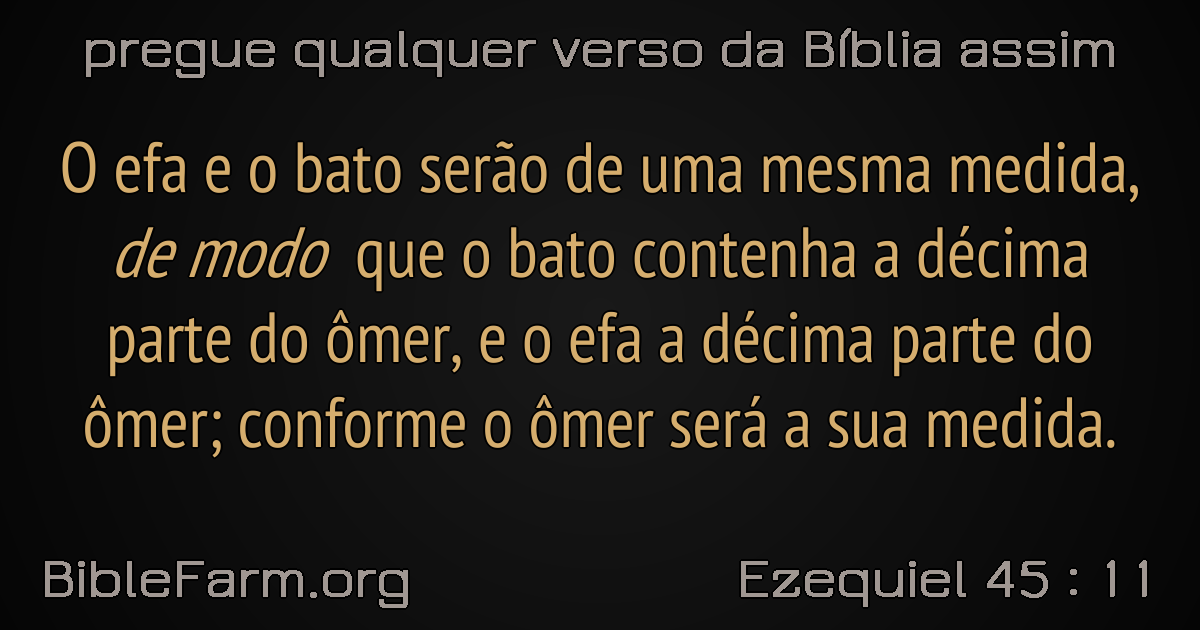 pregue qualquer verso da Bíblia assim
O efa e o bato serão de uma mesma medida,
de modo que o bato contenha a décima
parte do ômer, e o efa a décima parte do
ômer; conforme o ômer será a sua medida.
BibleFarm.org
Ezequiel 45 : 11